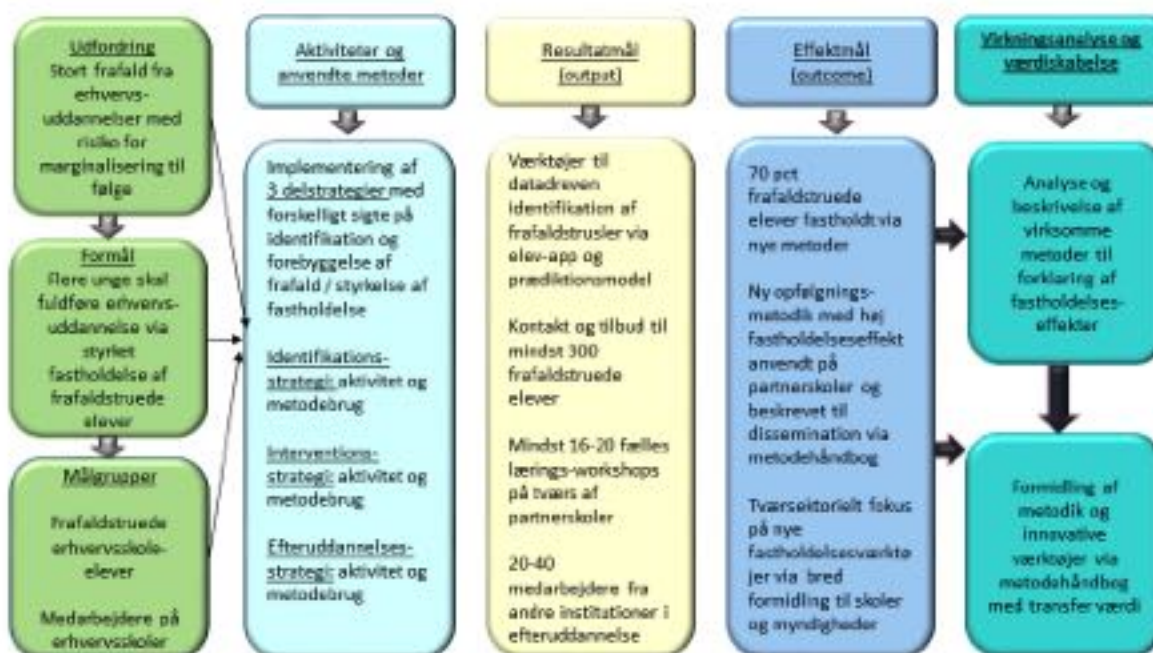 Udfordring
Stort frafald fra
erhvervs-
uddannelser med
risiko for
marginalisering til
følge
Formål
Flere unge skal
fuldføre erhvervs-
uddannelse via
styrket
fastholdelse af
frafaldstruede
elever
Målgrupper
Frafaldstruede
erhvervsskole-
elever
Medarbejdere på
erhvervsskoler
Aktiviteter og
anvendte metoder
Implementering af
3 delstrategier med
forskelligt sigte på
identifikation og
forebyggelse af
frafald / styrkelse af
fastholdelse
Identifikations-
strategi: aktivitet og
metodebrug
Interventions-
strategi: aktivitet og
metodebrug
Efteruddannelses-
strategi: aktivitet og
metodebrug
Resultatmål
(output)
Værktøjer til
datadreven
identifikation af
frafaldstrusler via
elev-app og
prædiktionsmodel
Kontakt og tilbud til
mindst 300
frafaldstruede
elever
Mindst 16-20 fælles
lærings-workshops
på tværs af
partnerskoler
20-40
medarbejdere fra
andre institutioner i
efteruddannelse
Effektmål
(outcome)
70 pct
frafaldstruede
elever fastholdt via
nye metoder
Ny opfølgnings-
metodik med høj
fastholdelseseffekt
anvendt på
partnerskoler og
beskrevet til
dissemination via
metodehåndbog
Tværsektorielt fokus
på nye
fastholdelsesværktø
jer via bred
formidling til skoler
og myndigheder
Virkningsanalyse og
værdiskabelse
Analyse og
beskrivelse af
virksomme
metoder til
forklaring af
fastholdelses-
effekter
Formidling af
metodik og
innovative
værktøjer via
metodehåndbog
med transfer værdi